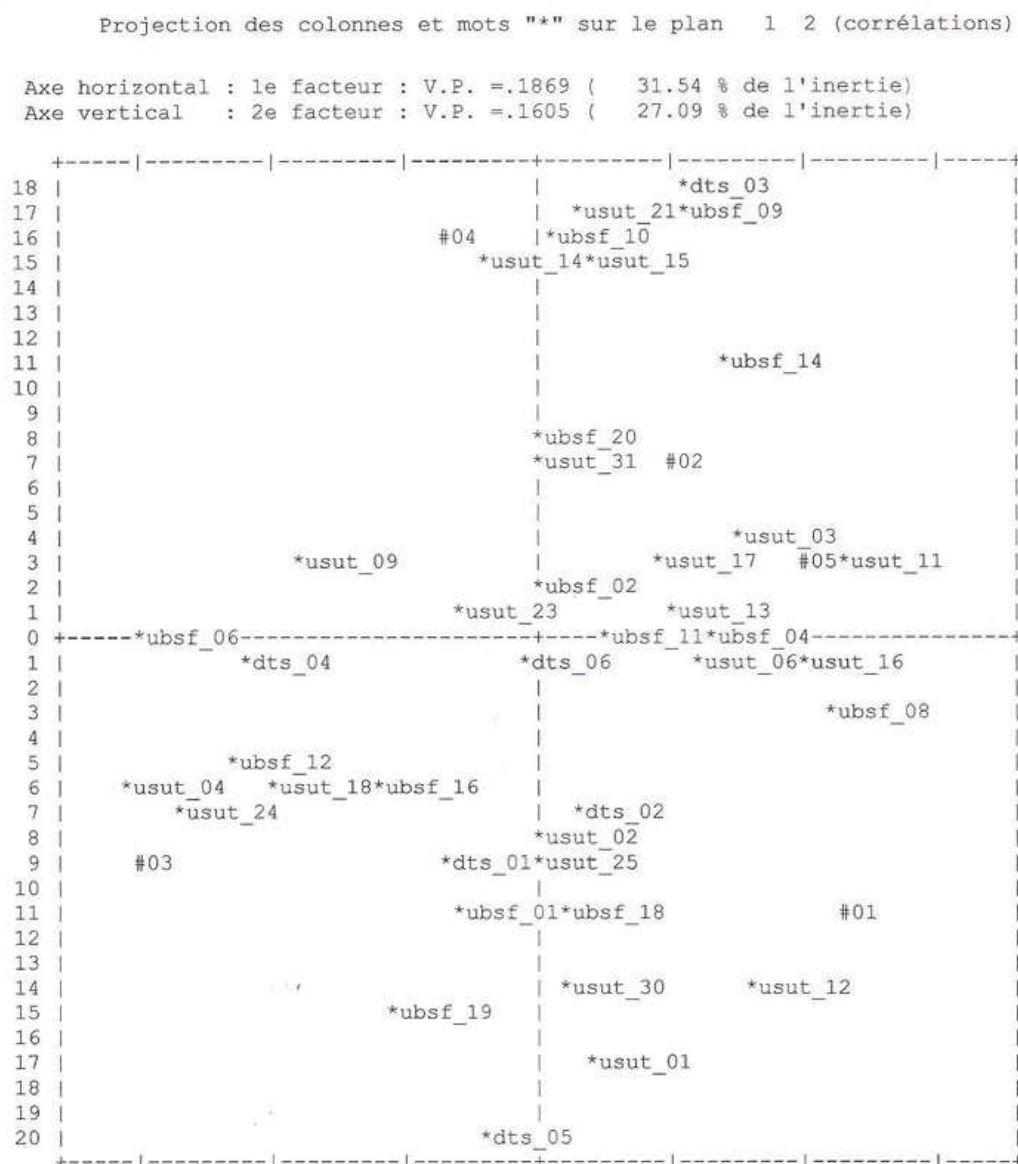 Projection des colonnes et mots "*" sur le plan   1  2 (corrélations)
Axe horizontal : 1e facteur : V.P. =.1869 (   31.54 % de l'inertie)
Axe vertical   : 2e facteur : V.P. =.1605 (   27.09 % de l'inertie)
+-----|---------|---------|---------+---------|---------|---------|-----+
18 | | *dts_03 |
17 | | *usut_21*ubsf_09 |
16 | #04 |*ubsf_10 |
15 | *usut_14*usut_15 |
14 | | |
13 | | |
12 | | |
11 | | *ubsf_14 |
10 | | |
9 | | |
8 | *ubsf_20 |
7 | *usut_31 #02 |
6 | | |
5 | | |
4 | | *usut_03 |
3 | *usut_09 | *usut_17 #05*usut_11 |
2 | *ubsf_02 |
1 | *usut_23 *usut_13 |
0 +-----*ubsf_06----------------------+----*ubsf_11*ubsf_04---------------+
1 | *dts_04 *dts_06 *usut_06*usut_16 |
2 | | |
3 | | *ubsf_08 |
4 | | |
5 | *ubsf_12 | |
6 | *usut_04 *usut_18*ubsf_16 | |
7 | *usut_24 | *dts_02 |
8 | *usut_02 |
9 | #03 *dts_01*usut_25 |
10 | | |
11 | *ubsf_01*ubsf_18 #01 |
12 | | |
13 | | |
14 | | *usut_30 *usut_12 |
15 | *ubsf_19 | |
16 | | |
17 | | *usut_01 |
18 | | |
19 | | |
20 | *dts_05 |
+-----|---------|---------|---------+---------|---------|---------|-----+